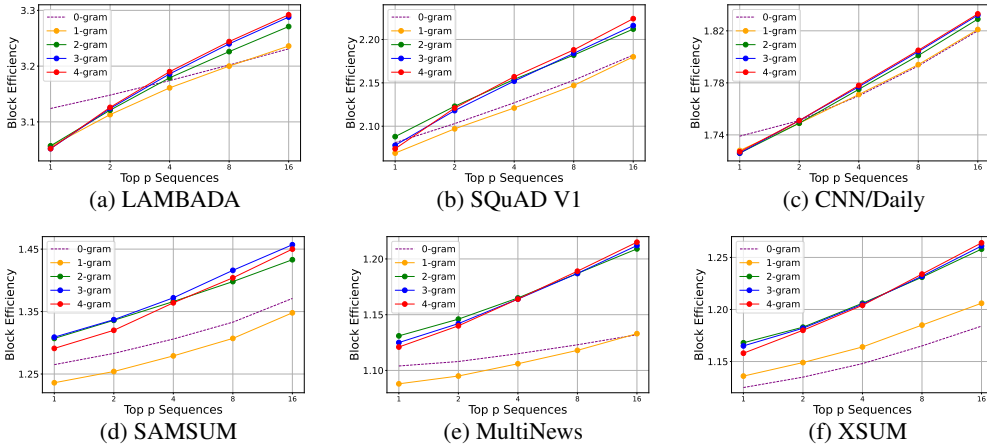 3.3
3.2
3.1
Block Efficiency
0-gram
1-gram
2-gram
3-gram
4-gram
1 2 4 8 16
Top p Sequences
(a) LAMBADA
2.20
2.15
2.10
Block Efficiency
0-gram
1-gram
2-gram
3-gram
4-gram
1 2 4 8 16
Top p Sequences
(b) SQuAD V1
1.82
1.78
1.74
Block Efficiency
0-gram
1-gram
2-gram
3-gram
4-gram
1 2 4 8 16
Top p Sequences
(c) CNN/Daily
1.45
1.35
1.25
Block Efficiency
0-gram
1-gram
2-gram
3-gram
4-gram
1 2 4 8 16
Top p Sequences
(d) SAMSUM
1.20
1.15
1.10
Block Efficiency
0-gram
1-gram
2-gram
3-gram
4-gram
1 2 4 8 16
Top p Sequences
(e) MultiNews
1.25
1.20
1.15
Block Efficiency
0-gram
1-gram
2-gram
3-gram
4-gram
1 2 4 8 16
Top p Sequences
(f) XSUM